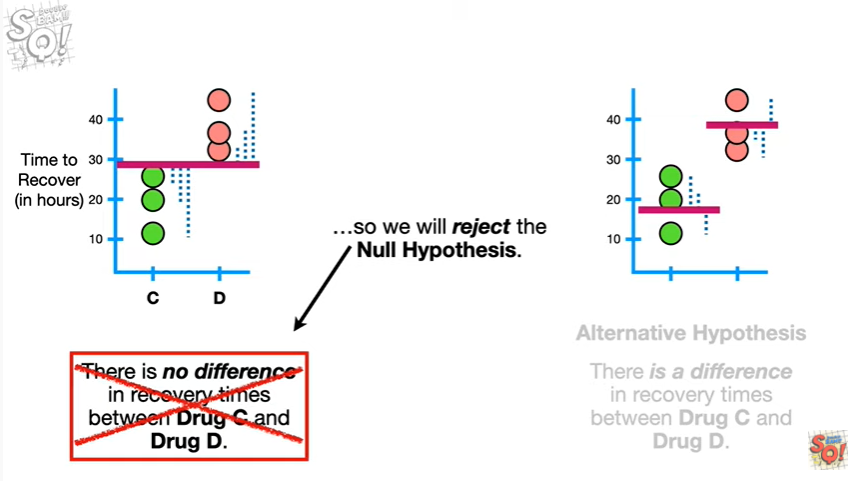 SQ!
40
30
20
10
Time to
Recover
(in hours)
C
D
…so we will reject the
Null Hypothesis.
There is no difference
in recovery times
between Drug C and
Drug D.
40
30
20
10
Alternative Hypothesis
There is a difference
in recovery times
between Drug C and
Drug D.
SQ!